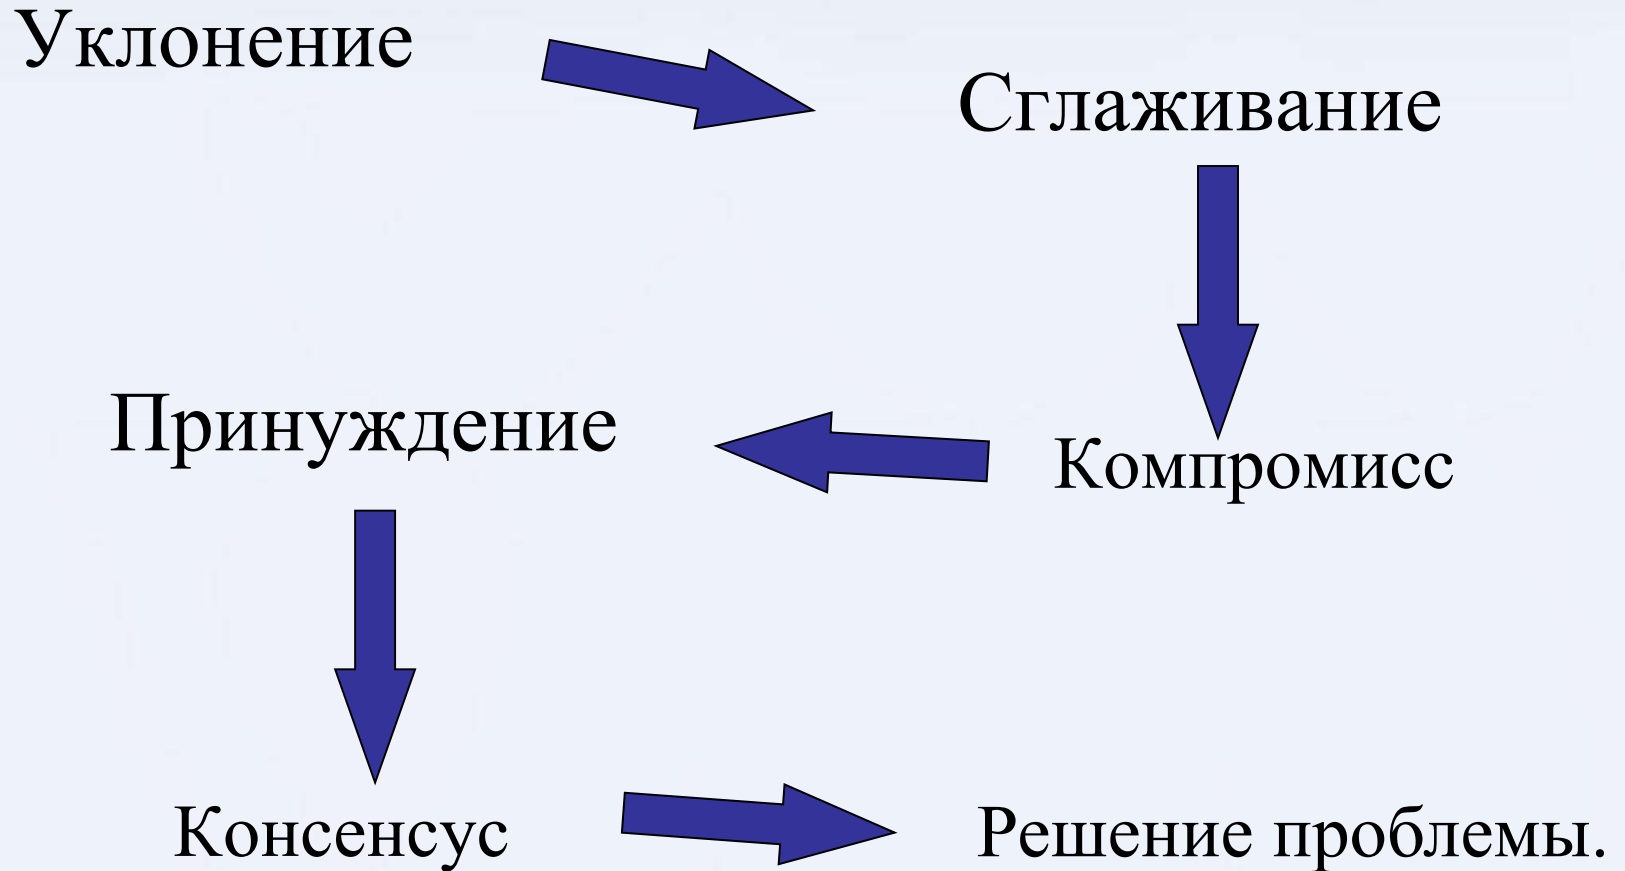 Уклонение
Сглаживание
Компромисс
Принуждение
Консенсус
Решение проблемы.